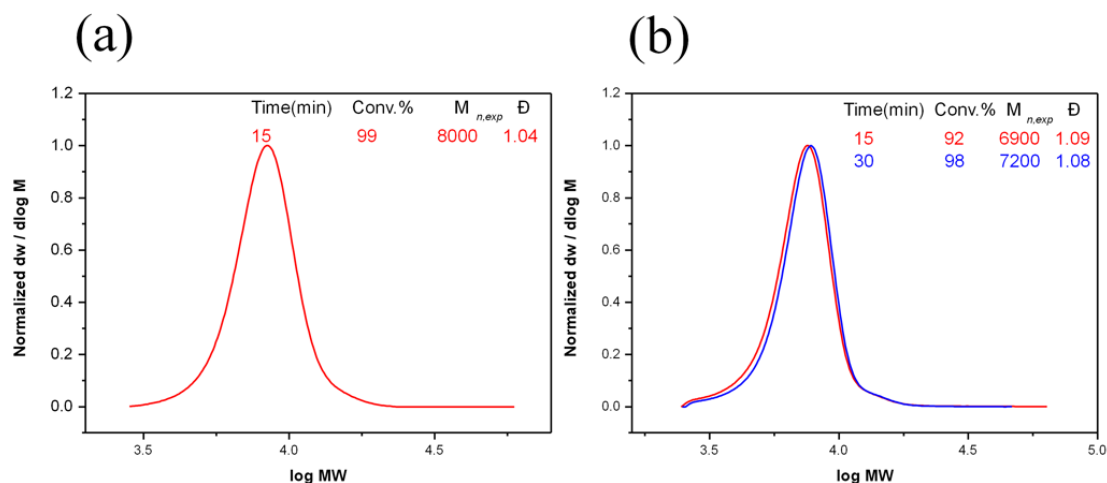 (a)
Time(min) Conv.% M n,exp Đ
15 99 8000 1.04
1.2
1.0
0.8
0.6
0.4
0.2
0.0
Normalized dw / dlog M
3.5 4.0 4.5
log MW
(b)
Time(min) Conv.% M n,exp Đ
15 92 6900 1.09
30 98 7200 1.08
1.2
1.0
0.8
0.6
0.4
0.2
0.0
Normalized dw / dlog M
3.5 4.0 4.5 5.0
log MW